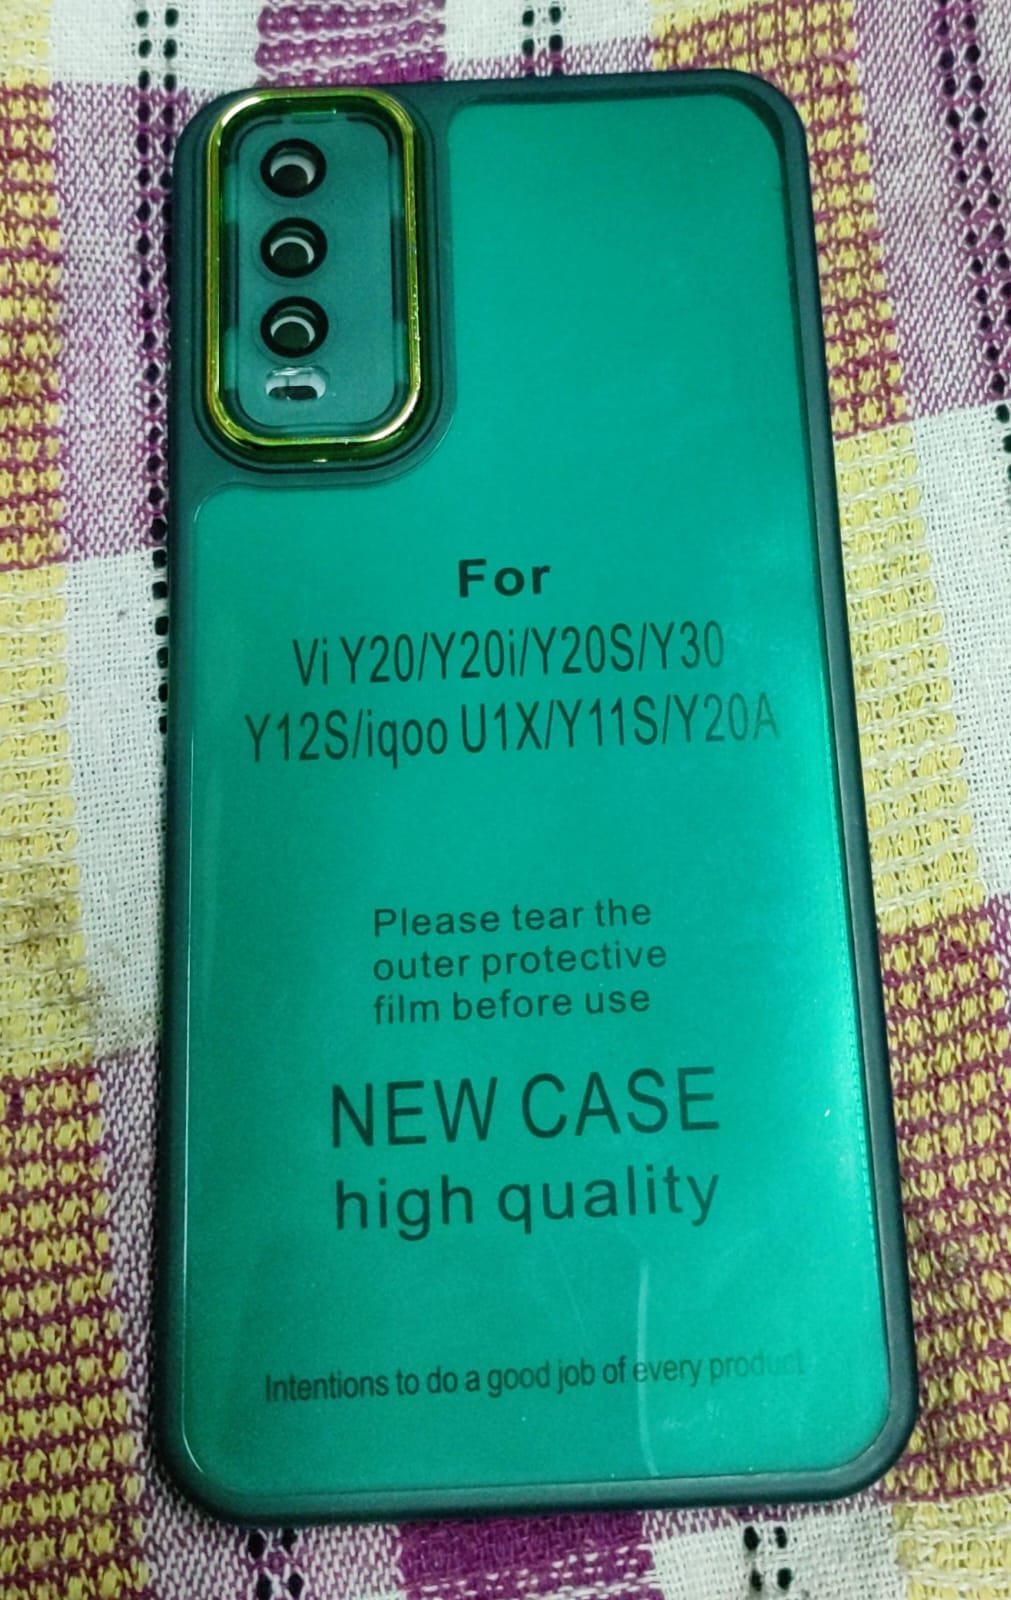 For
Vi Y20/Y20i/Y20S/Y30
Y12S/iqoo U1X/Y11S/Y20A
Please tear the
outer protective
film before use
NEW CASE
high quality
Intentions to do a good job of every product